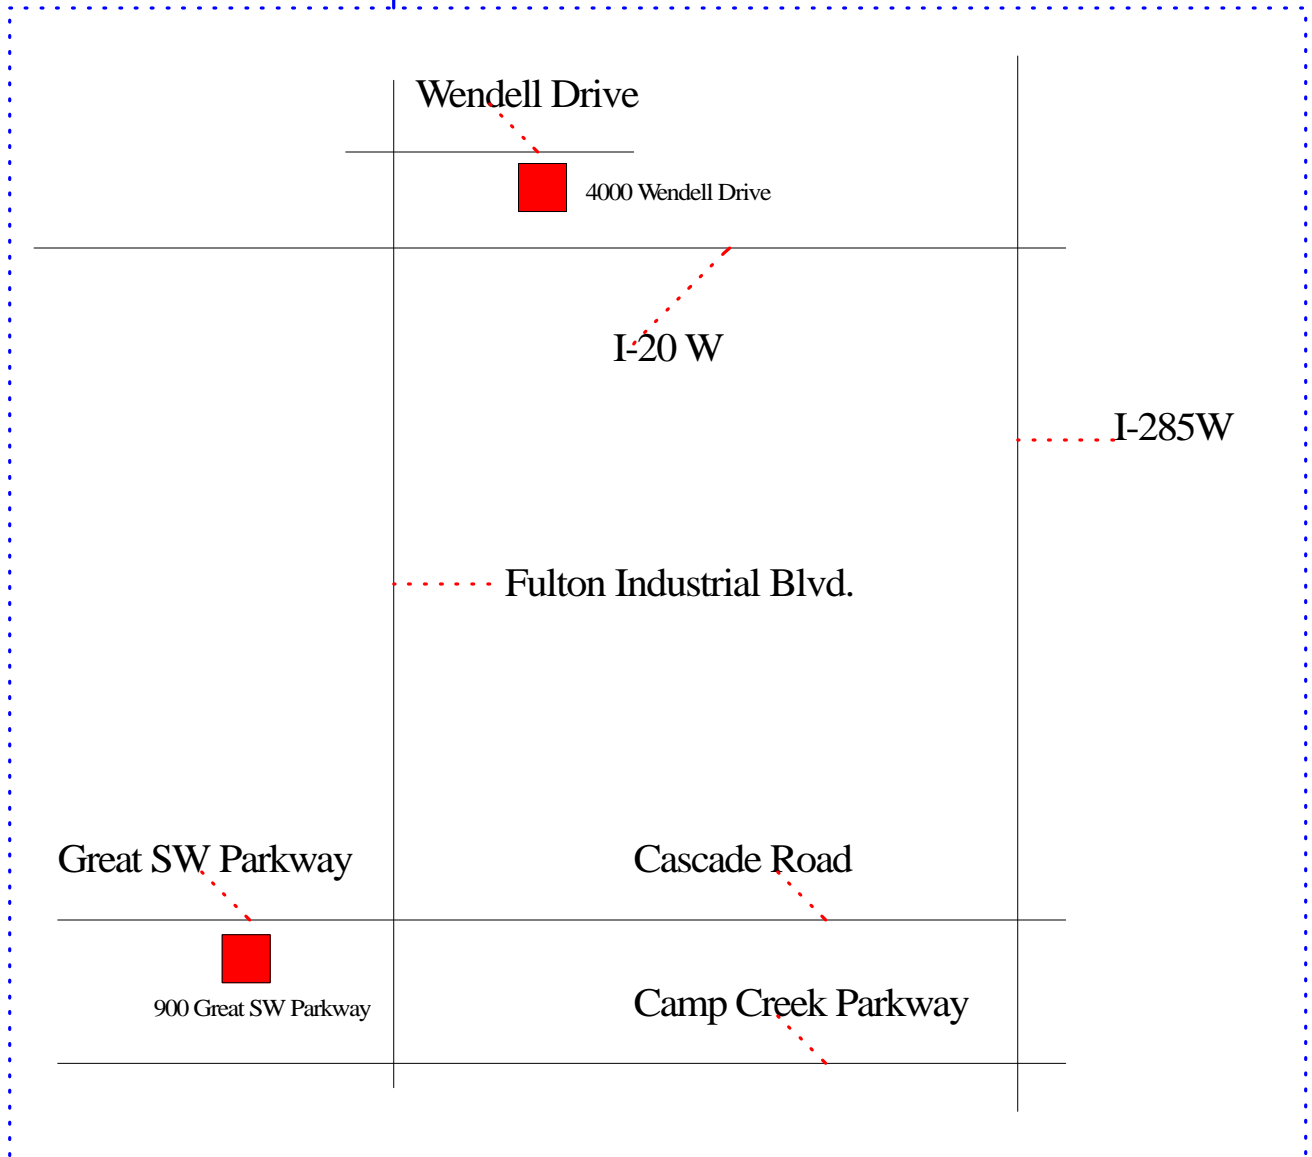 Wendell Drive
4000 Wendell Drive
I-20 W
I-285W
Fulton Industrial Blvd.
Great SW Parkway
Cascade Road
900 Great SW Parkway
Camp Creek Parkway